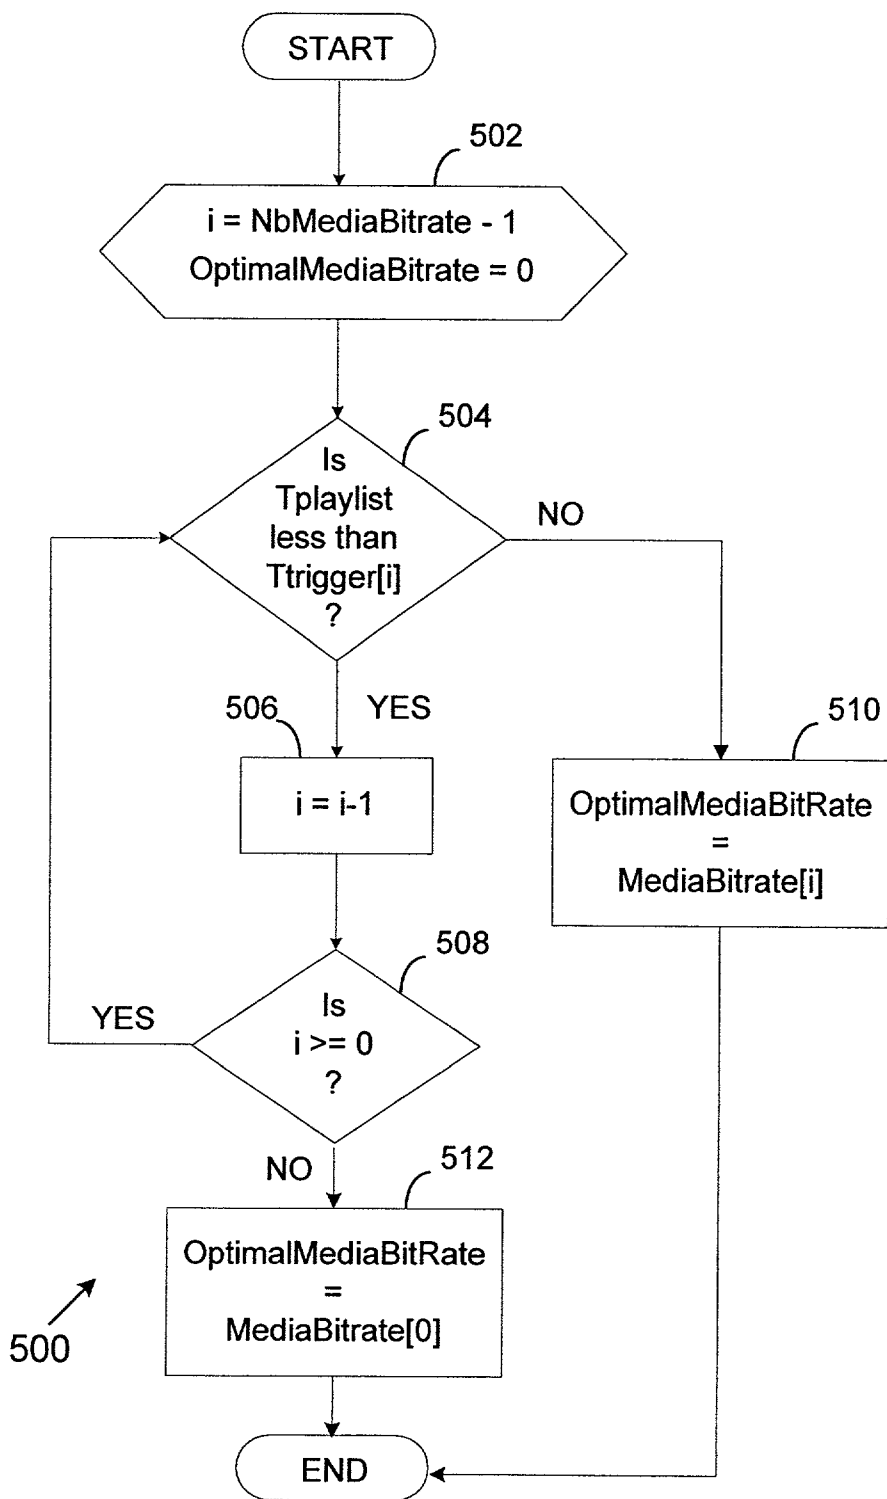 START
502
i = NbMediaBitrate - 1
OptimalMediaBitrate = 0
504
Is
Tplaylist
less than
Ttrigger[i]
?
NO
YES
506
i = i-1
510
OptimalMediaBitRate
=
MediaBitrate[i]
508
Is
i >= 0
?
YES
NO
512
OptimalMediaBitRate
=
MediaBitrate[0]
500
END